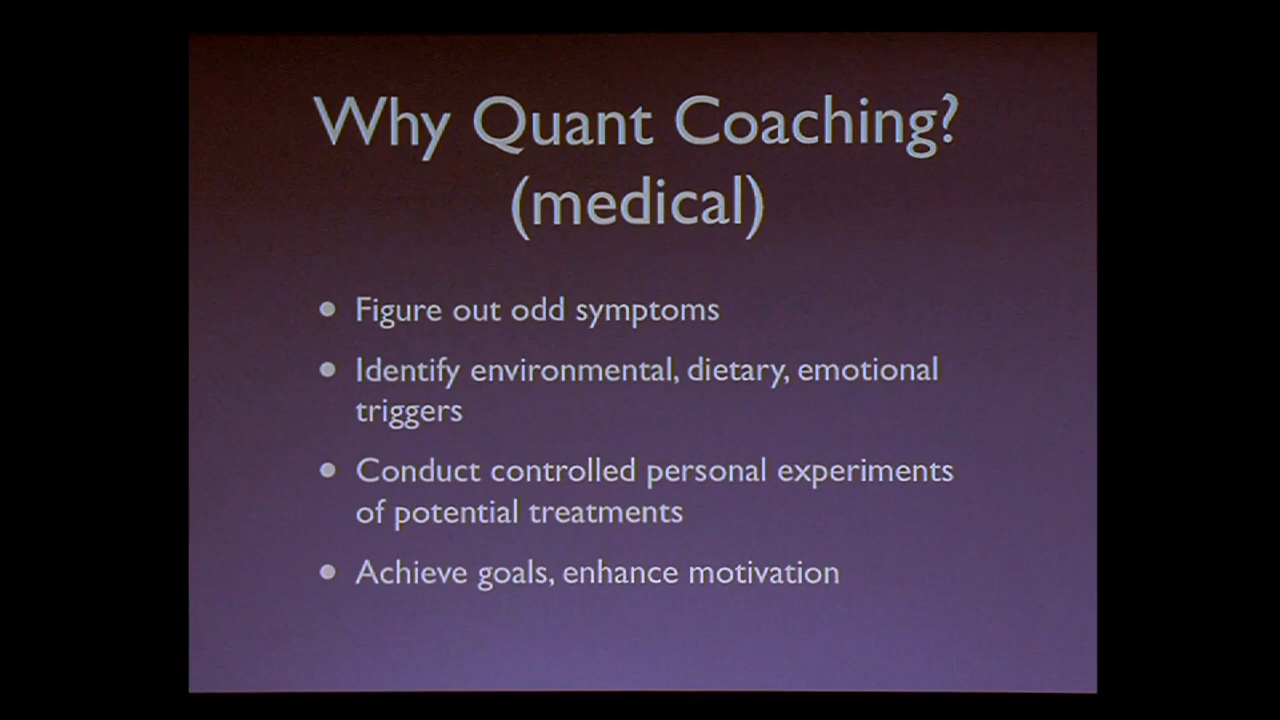 Why Quant Coaching?
(medical)
• Figure out odd symptoms
• Identify environmental, dietary, emotional
triggers
• Conduct controlled personal experiments
of potential treatments
• Achieve goals, enhance motivation